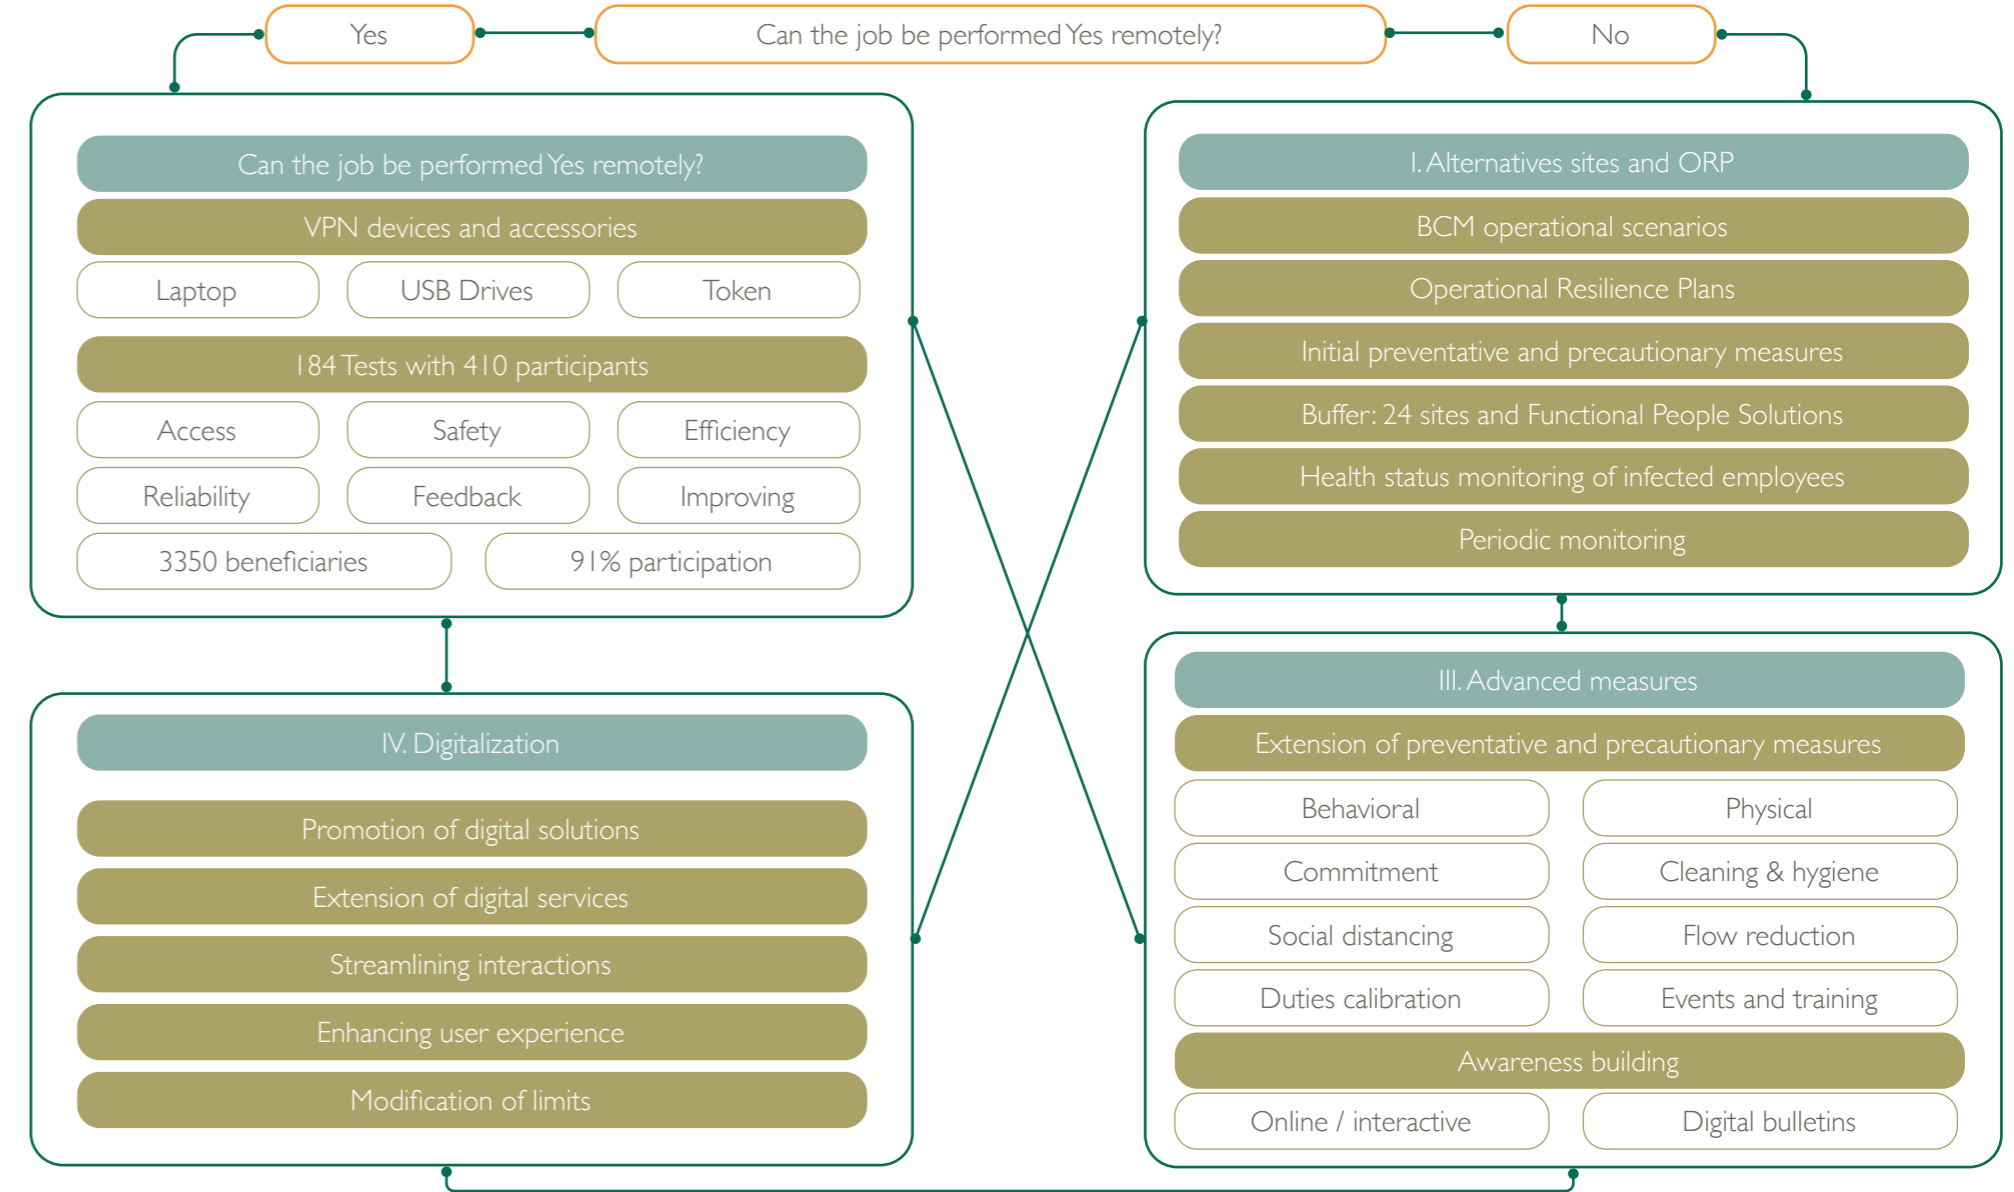 Yes
Can the job be performed Yes remotely?
No
Can the job be performed Yes remotely?
VPN devices and accessories
Laptop
USB Drives
Token
184 Tests with 410 participants
Access
Safety
Efficiency
Reliability
Feedback
Improving
3350 beneficiaries
91% participation
I. Alternatives sites and ORP
BCM operational scenarios
Operational Resilience Plans
Initial preventative and precautionary measures
Buffer: 24 sites and Functional People Solutions
Health status monitoring of infected employees
Periodic monitoring
IV. Digitalization
Promotion of digital solutions
Extension of digital services
Streamlining interactions
Enhancing user experience
Modification of limits
III. Advanced measures
Extension of preventative and precautionary measures
Behavioral
Physical
Commitment
Cleaning & hygiene
Social distancing
Flow reduction
Duties calibration
Events and training
Awareness building
Online / interactive
Digital bulletins